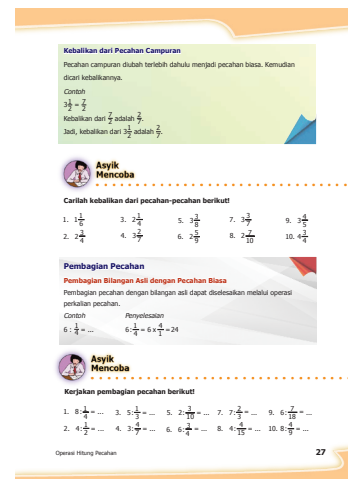 Kebalikan dari Pecahan Campuran
Pecahan campuran diubah terlebih dahulu menjadi pecahan biasa. Kemudian
dicari kebalikannya.
Contoh
3 1/2 = 7/2
Kebalikan dari 7/2 adalah 2/7.
Jadi, kebalikan dari 3 1/2 adalah 2/7.
Asyik
Mencoba
Carilah kebalikan dari pecahan-pecahan berikut!
1. 1 1/6 3. 2 1/4 5. 3 3/8 7. 3 3/7 9. 3 4/5
2. 2 3/4 4. 3 2/7 6. 2 5/9 8. 2 7/10 10. 4 3/4
Pembagian Pecahan
Pembagian Bilangan Asli dengan Pecahan Biasa
Pembagian pecahan dengan bilangan asli dapat diselesaikan melalui operasi
perkalian pecahan.
Contoh Penyelesaian
6 : 1/4 = ... 6 : 1/4 = 6 x 4/1 = 24
Asyik
Mencoba
Kerjakan pembagian pecahan berikut!
1. 8 : 1/4 = ... 3. 5 : 1/3 = ... 5. 2 : 3/10 = ... 7. 7 : 2/3 = ... 9. 6 : 7/18 = ...
2. 4 : 1/2 = ... 4. 3 : 4/7 = ... 6. 6 : 3/4 = ... 8. 4 : 4/15 = ... 10. 8 : 4/9 = ...
Operasi Hitung Pecahan 27